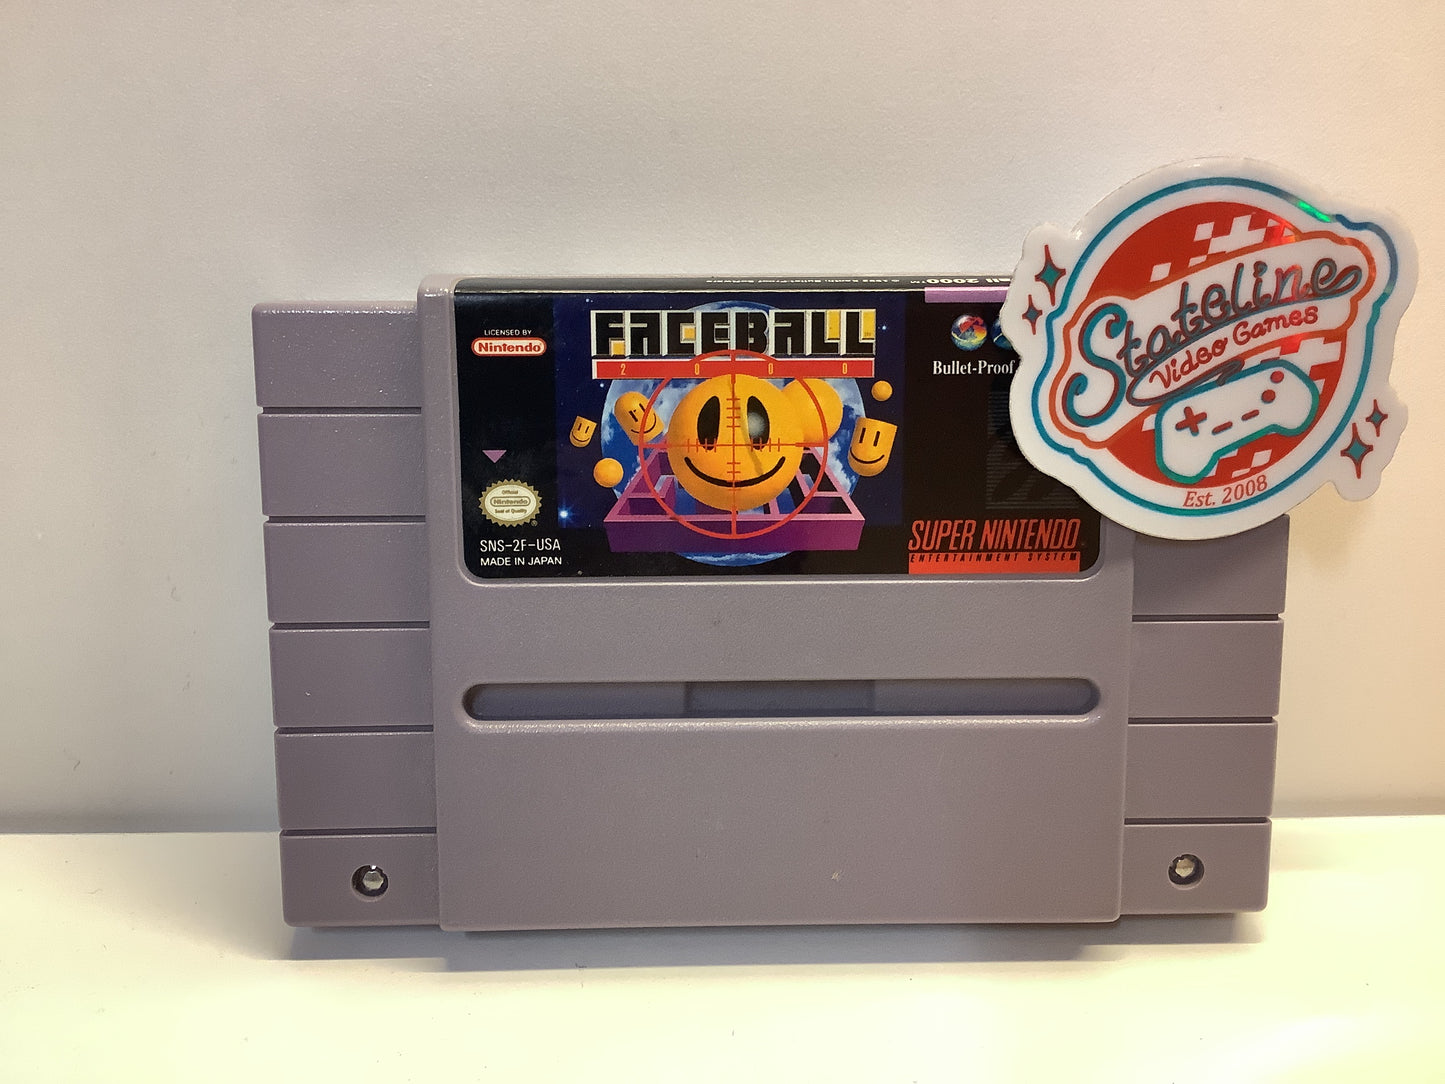 LICENSED BY
Nintendo
FACEBALL
2000
Bullet-Proof
Official
Nintendo
Seal of Quality
SNS-2F-USA
MADE IN JAPAN
SUPER NINTENDO
ENTERTAINMENT SYSTEM
Stateline
Video Games
Est. 2008